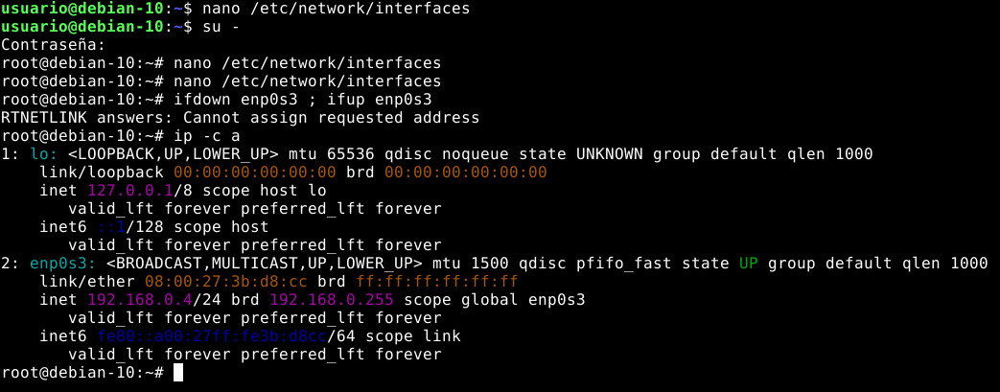 usuario@debian-10:~$ nano /etc/network/interfaces
usuario@debian-10:~$ su -
Contraseña:
root@debian-10:~# nano /etc/network/interfaces
root@debian-10:~# nano /etc/network/interfaces
root@debian-10:~# ifdown enp0s3 ; ifup enp0s3
RTNETLINK answers: Cannot assign requested address
root@debian-10:~# ip -c a
1: lo: <LOOPBACK,UP,LOWER_UP> mtu 65536 qdisc noqueue state UNKNOWN group default qlen 1000
    link/loopback 00:00:00:00:00:00 brd 00:00:00:00:00:00
    inet 127.0.0.1/8 scope host lo
       valid_lft forever preferred_lft forever
    inet6 ::1/128 scope host
       valid_lft forever preferred_lft forever
2: enp0s3: <BROADCAST,MULTICAST,UP,LOWER_UP> mtu 1500 qdisc pfifo_fast state UP group default qlen 1000
    link/ether 08:00:27:3b:d8:cc brd ff:ff:ff:ff:ff:ff
    inet 192.168.0.4/24 brd 192.168.0.255 scope global enp0s3
       valid_lft forever preferred_lft forever
    inet6 fe80::a00:27ff:fe3b:d8cc/64 scope link
       valid_lft forever preferred_lft forever
root@debian-10:~#